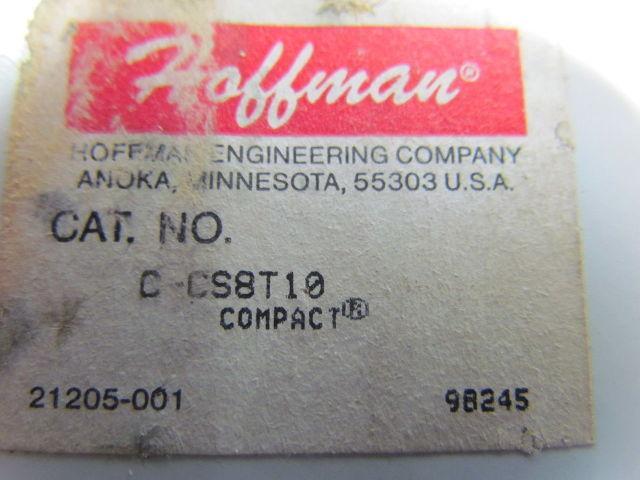 Hoffman®
HOFFMAN ENGINEERING COMPANY
ANOKA, MINNESOTA, 55303 U.S.A.
CAT. NO.
C-CS8T10
COMPACT®
21205-001 98245